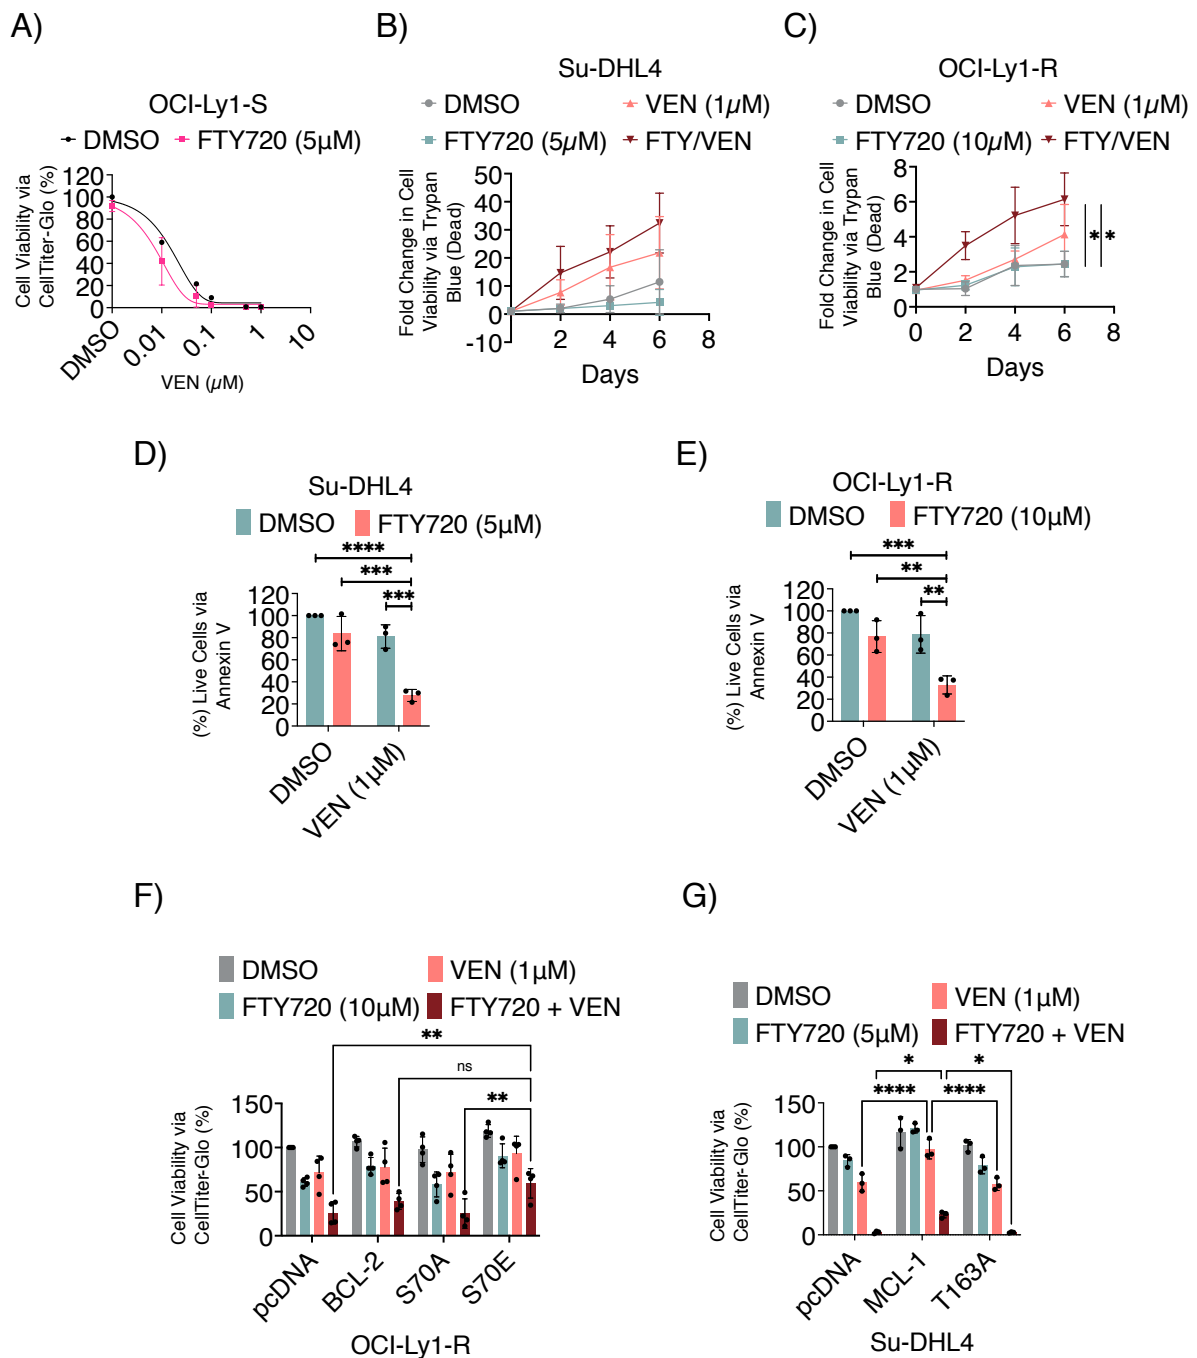 A)
OCI-Ly1-S
DMSO FTY720 (5µM)
Cell Viability via
CellTiter-Glo (%)
120
100
80
60
40
20
0
DMSO
0.01
0.1
1
10
VEN (µM)
B)
Su-DHL4
DMSO VEN (1µM)
FTY720 (5µM) FTY/VEN
Fold Change in Cell
Viability via Trypan
Blue (Dead)
50
40
30
20
10
0
-10
2 4 6 8
Days
C)
OCI-Ly1-R
DMSO VEN (1µM)
FTY720 (10µM) FTY/VEN
Fold Change in Cell
Viability via Trypan
Blue (Dead)
8
6
4
2
0
0 2 4 6 8
Days
* *
D)
Su-DHL4
DMSO FTY720 (5µM)
****
***
***
(%) Live Cells via
Annexin V
120
100
80
60
40
20
0
DMSO
VEN (1µM)
E)
OCI-Ly1-R
DMSO FTY720 (10µM)
***
**
**
(%) Live Cells via
Annexin V
120
100
80
60
40
20
0
DMSO
VEN (1µM)
F)
DMSO VEN (1µM)
FTY720 (10µM) FTY720 + VEN
**
ns
**
Cell Viability via
CellTiter-Glo (%)
150
100
50
0
pcDNA
BCL-2
S70A
S70E
OCI-Ly1-R
G)
DMSO VEN (1µM)
FTY720 (5µM) FTY720 + VEN
* *
**** ****
Cell Viability via
CellTiter-Glo (%)
150
100
50
0
pcDNA
MCL-1
T163A
Su-DHL4